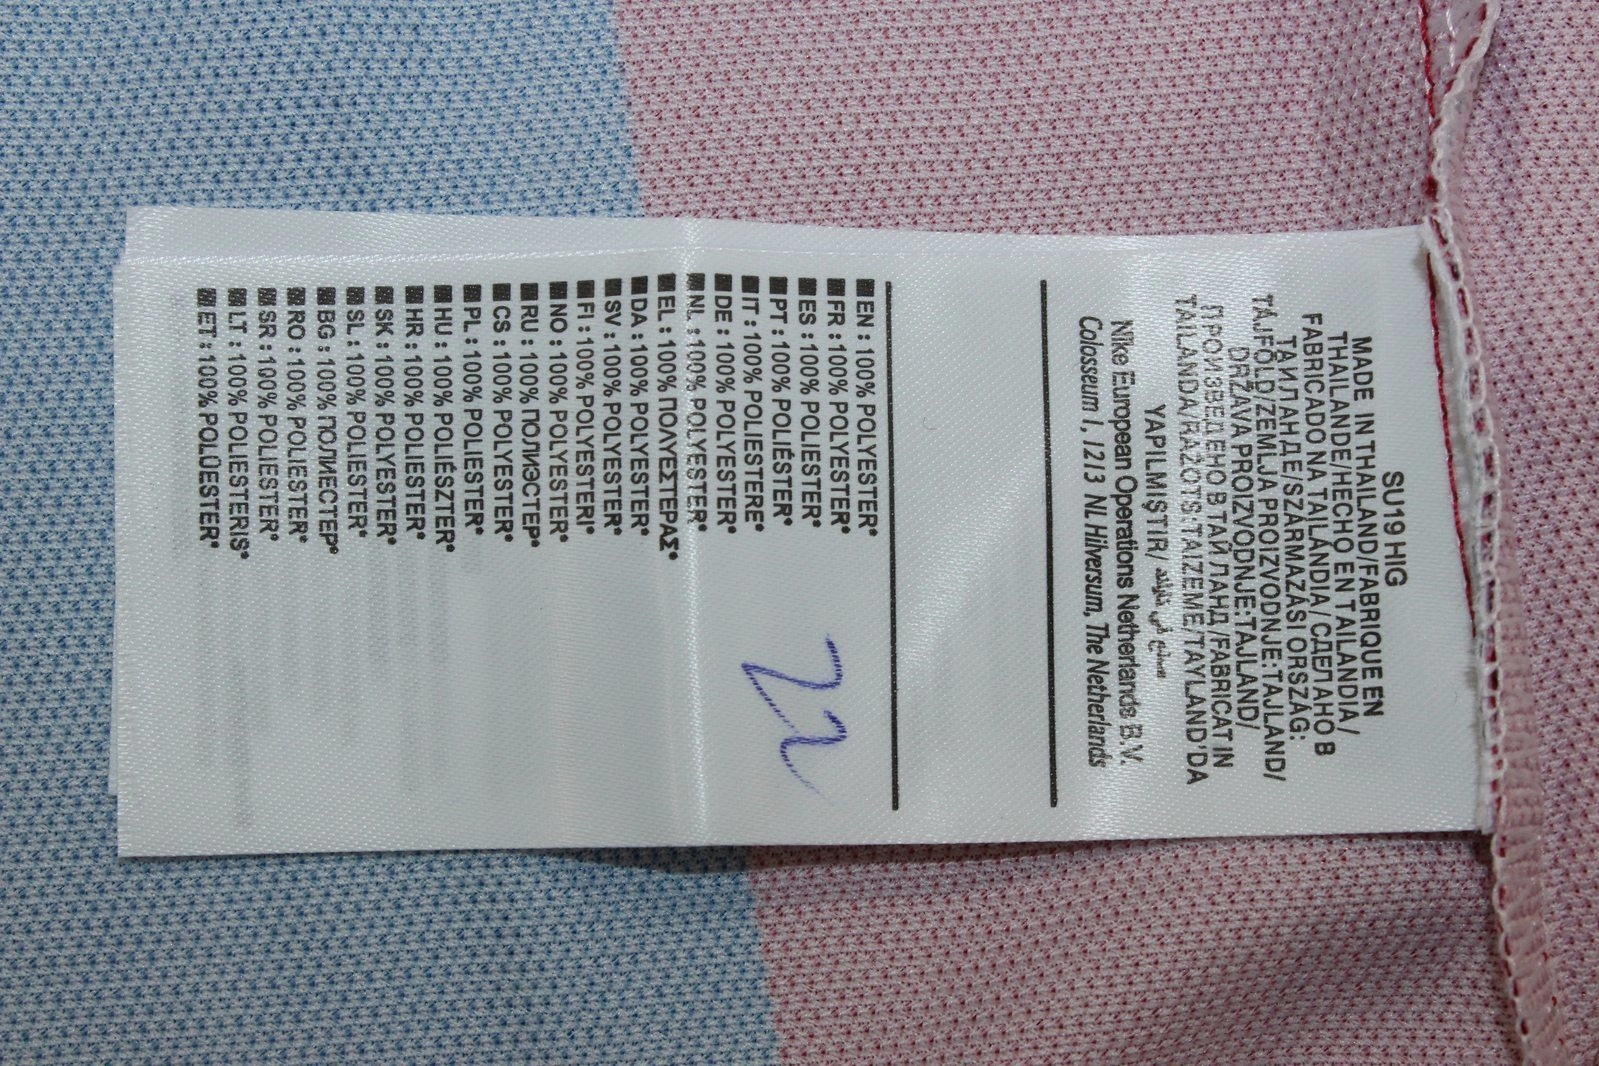 SU19 HIG
MADE IN THAILAND/FABRIQUE EN
THAILANDE/HECHO EN TAILANDIA/
FABRICADO NA TAILÂNDIA/ СДЕЛАНО В
ТАИЛАНДЕ/SZÁRMAZÁSI ORSZÁG:
TÁJFÖLD/ZEMLJA PROIZVODNJE:TAJLAND/
DRŽAVA PROIZVODNJE:TAJLAND/
ПРОИЗВЕДЕНО В ТАЙЛАНД /FABRICAT IN
TAILANDA/RAŽOTS:TAIZEME/TAYLAND'DA
YAPILMIŞTIR/ صنع في تايلاند
Nike European Operations Netherlands B.V.
Colosseum 1, 1213 NL Hilversum, The Netherlands
EN : 100% POLYESTER*
FR : 100% POLYESTER*
ES : 100% POLIESTER*
PT : 100% POLIÉSTER*
IT : 100% POLIESTERE*
DE : 100% POLYESTER*
NL : 100% POLYESTER*
EL : 100% ΠΟΛΥΕΣΤΕΡΑΣ*
DA : 100% POLYESTER*
SV : 100% POLYESTER*
FI : 100% POLYESTERI*
NO : 100% POLYESTER*
RU : 100% ПОЛИЭСТЕР*
CS : 100% POLYESTER*
PL : 100% POLIESTER*
HU : 100% POLIÉSZTER*
HR : 100% POLIESTER*
SK : 100% POLYESTER*
SL : 100% POLIESTER*
BG : 100% ПОЛИЕСТЕР*
RO : 100% POLIESTER*
SR : 100% POLIESTER*
LT : 100% POLIESTERIS*
ET : 100% POLÜESTER*
22